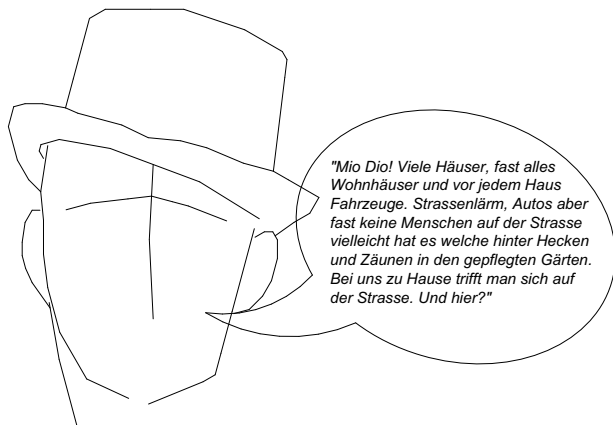 "Mio Dio! Viele Häuser, fast alles
Wohnhäuser und vor jedem Haus
Fahrzeuge. Strassenlärm, Autos aber
fast keine Menschen auf der Strasse
vielleicht hat es welche hinter Hecken
und Zäunen in den gepflegten Gärten.
Bei uns zu Hause trifft man sich auf
der Strasse. Und hier?"